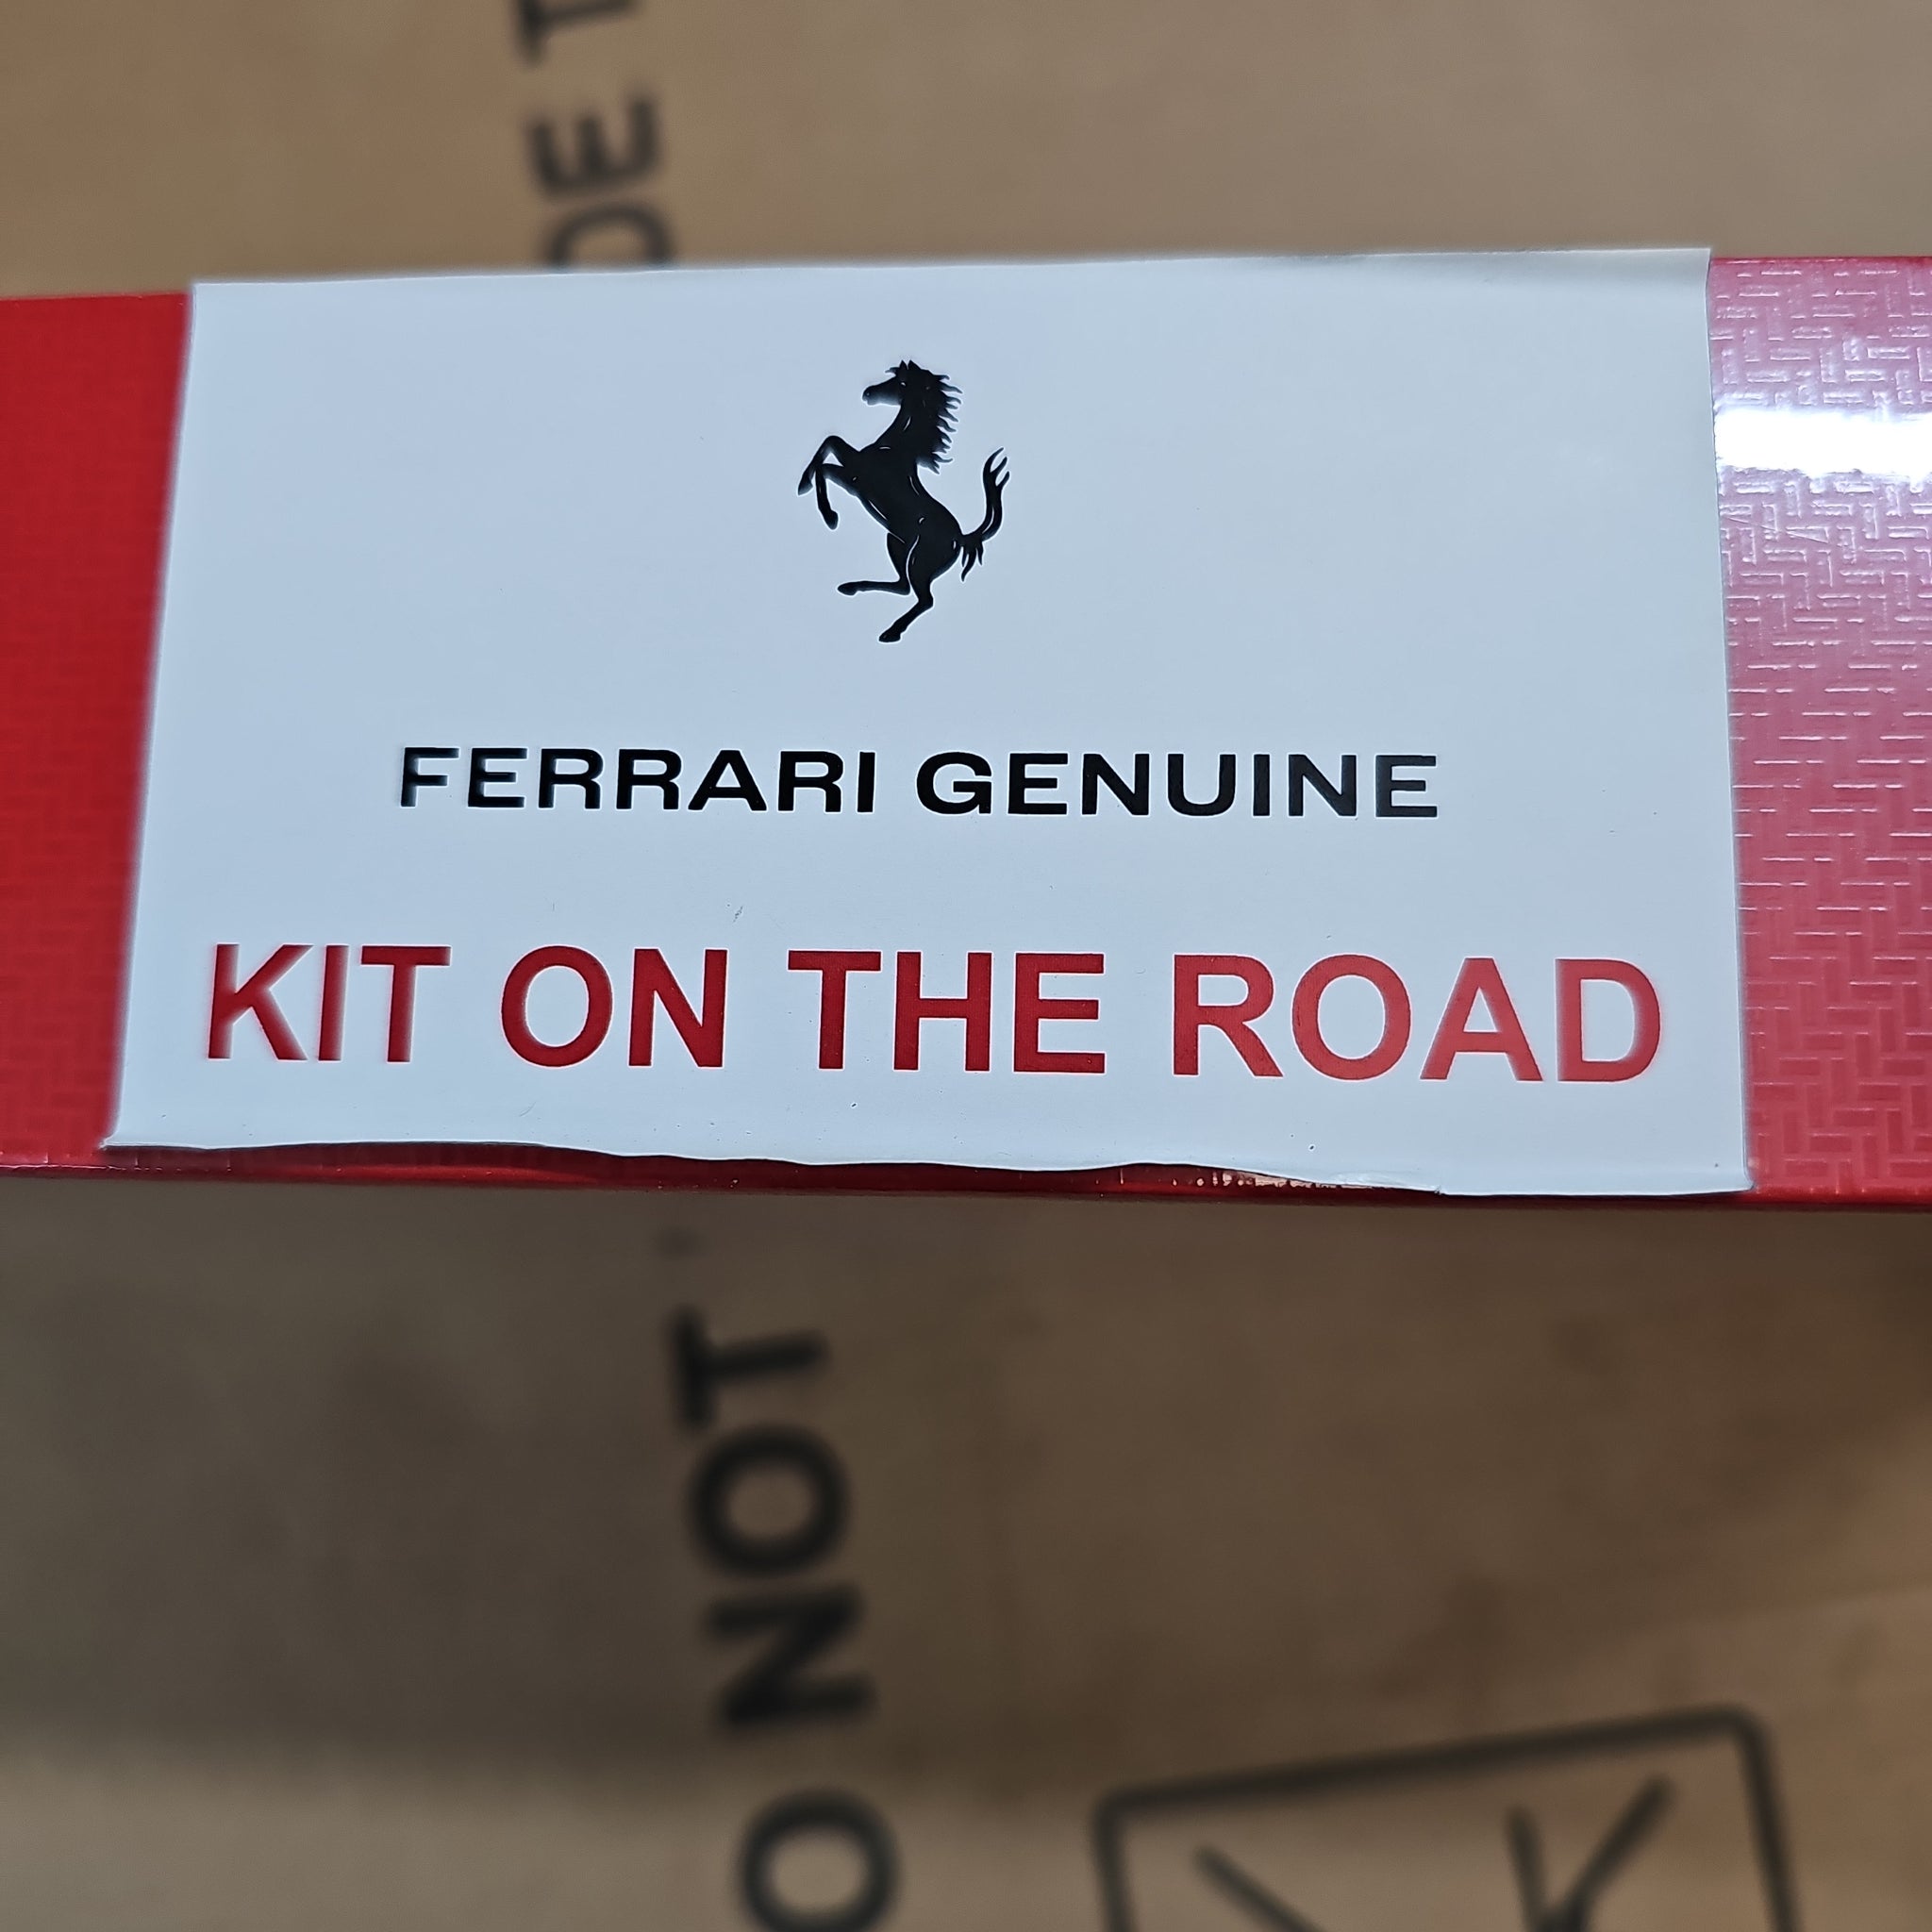 FERRARI GENUINE
KIT ON THE ROAD
NOT